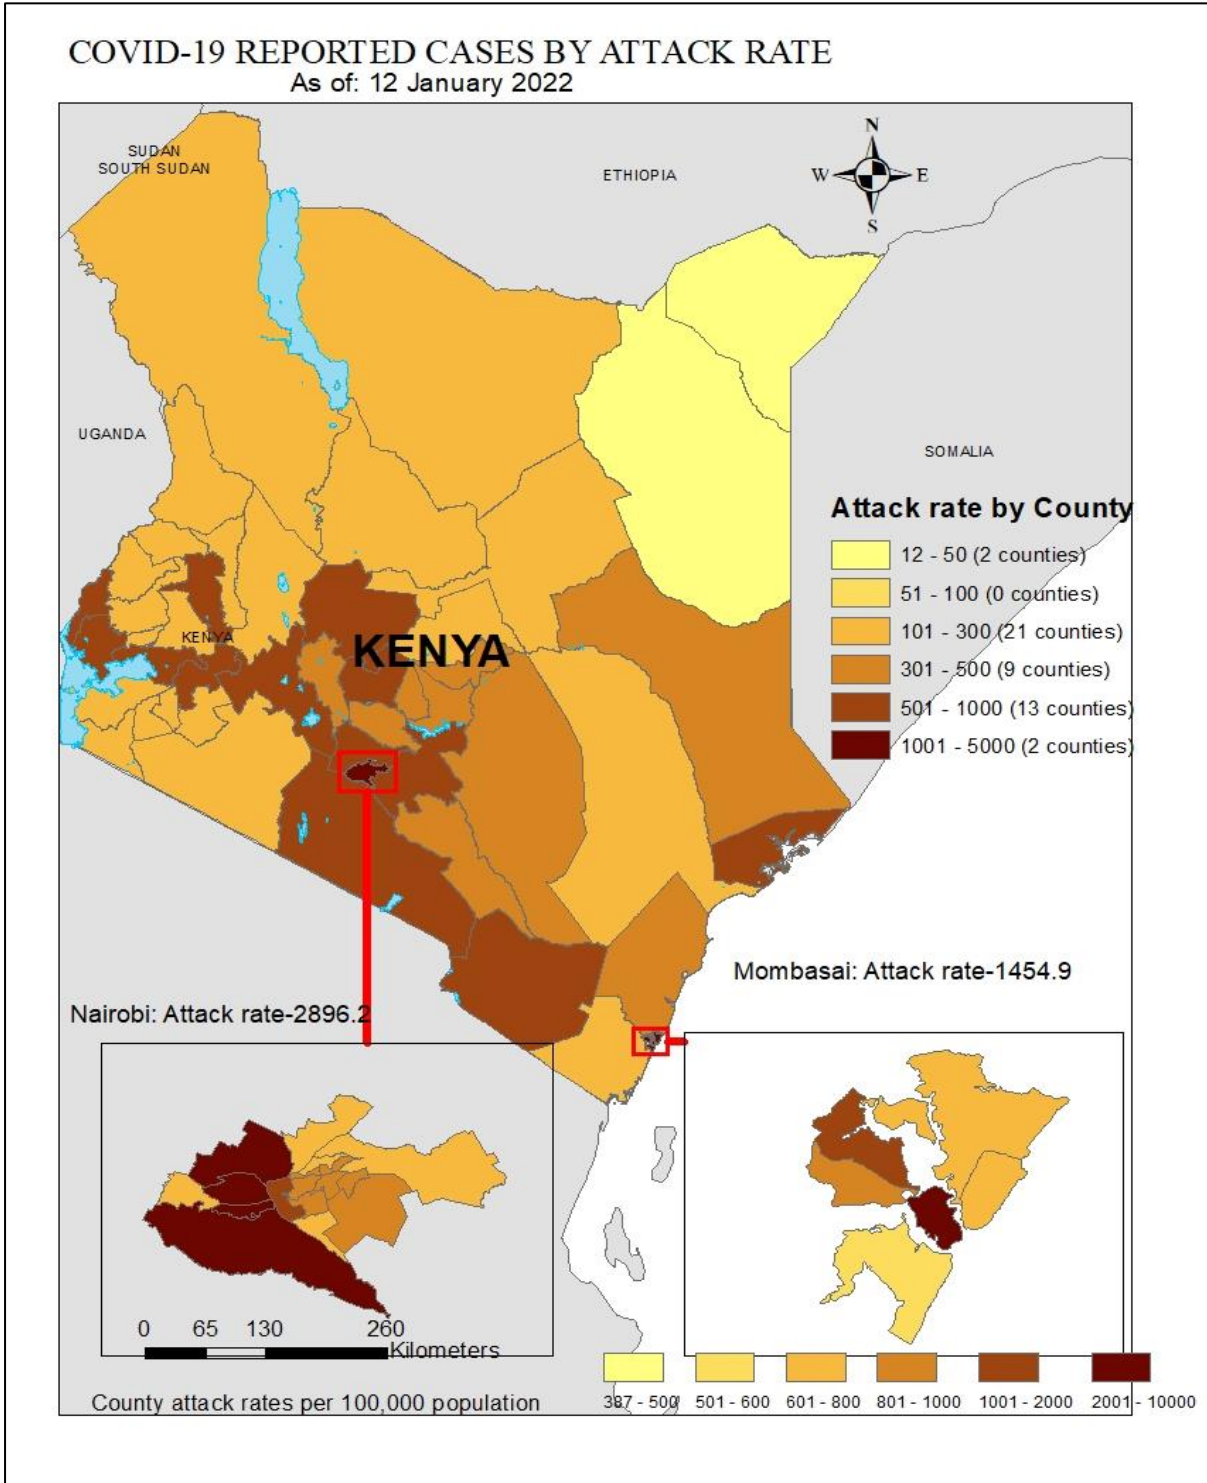 COVID-19 REPORTED CASES BY ATTACK RATE
As of: 12 January 2022
SUDAN
SOUTH SUDAN
ETHIOPIA
N
W
E
S
UGANDA
SOMALIA
Attack rate by County
12 - 50 (2 counties)
51 - 100 (0 counties)
101 - 300 (21 counties)
301 - 500 (9 counties)
501 - 1000 (13 counties)
1001 - 5000 (2 counties)
KENYA
KENYA
Mombasai: Attack rate-1454.9
Nairobi: Attack rate-2896.2
0 65 130 260
Kilometers
County attack rates per 100,000 population
387 - 500 501 - 600 601 - 800 801 - 1000 1001 - 2000 2001 - 10000